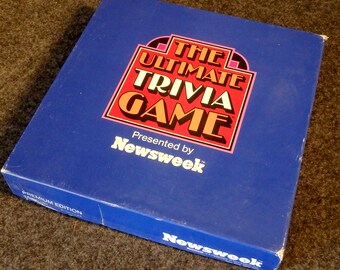 THE
ULTIMATE
TRIVIA
GAME
Presented by
Newsweek
PREMIUM EDITION
Newsweek